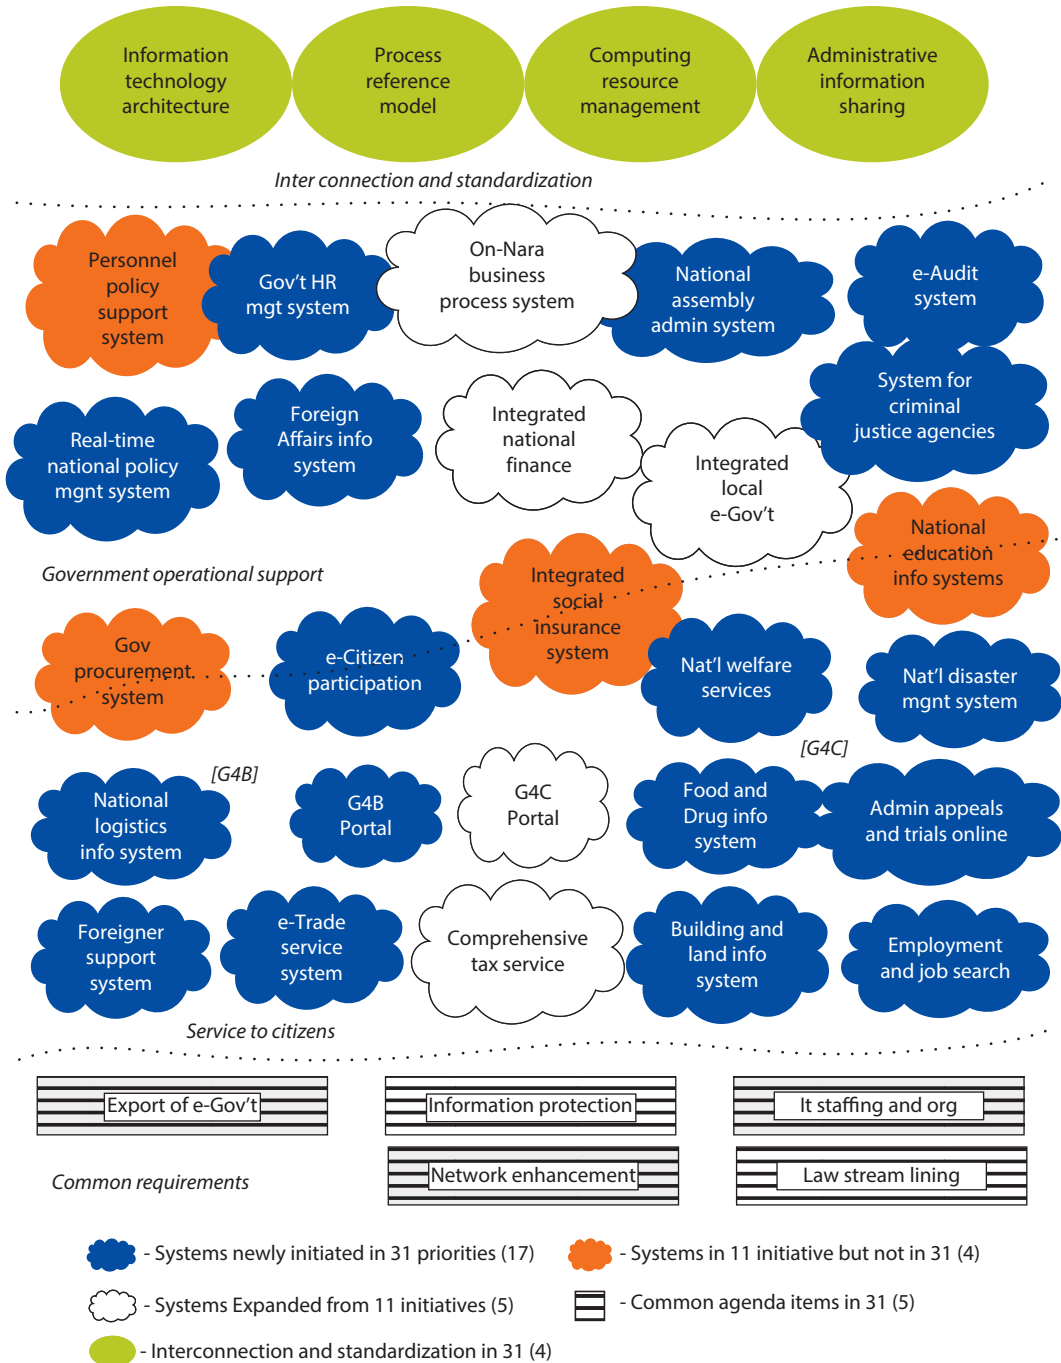 Information
technology
architecture
Process
reference
model
Computing
resource
management
Administrative
information
sharing
Inter connection and standardization
Personnel
policy
support
system
Gov't HR
mgt system
On-Nara
business
process system
National
assembly
admin system
e-Audit
system
Real-time
national policy
mgnt system
Foreign
Affairs info
system
Integrated
national
finance
Integrated
local
e-Gov't
System for
criminal
justice agencies
National
education
info systems
Government operational support
Integrated
social
insurance
system
Gov
procurement
system
e-Citizen
participation
Nat'l welfare
services
Nat'l disaster
mgnt system
[G4B]
[G4C]
National
logistics
info system
G4B
Portal
G4C
Portal
Food and
Drug info
system
Admin appeals
and trials online
Foreigner
support
system
e-Trade
service
system
Comprehensive
tax service
Building and
land info
system
Employment
and job search
Service to citizens
Export of e-Gov't
Information protection
It staffing and org
Network enhancement
Law stream lining
Common requirements
- Systems newly initiated in 31 priorities (17)
- Systems in 11 initiative but not in 31 (4)
- Systems Expanded from 11 initiatives (5)
- Common agenda items in 31 (5)
- Interconnection and standardization in 31 (4)